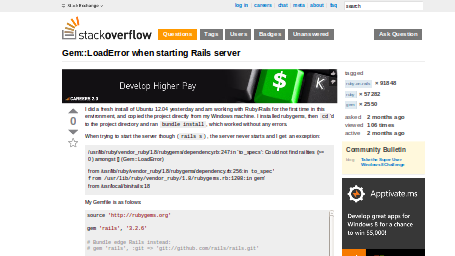 StackExchange
log in | careers | chat | meta | about | faq
search
stackoverflow
Questions Tags Users Badges Unanswered Ask Question
Gem::LoadError when starting Rails server
Develop Higher Pay
CAREERS 2.0
tagged
ruby-on-rails × 91848
ruby × 57282
gem × 2550
asked 2 months ago
viewed 106 times
active 2 months ago
0
I did a fresh install of Ubuntu 12.04 yesterday and am working with Ruby/Rails for the first time in this
environment, and copied the project directly from my Windows machine. I installed rubygems, then cd'd
to the project directory and ran bundle install, which worked without any errors.
When trying to start the server though (rails s), the server never starts and I get an exception:
/usr/lib/ruby/vendor_ruby/1.8/rubygems/dependency.rb:247:in `to_specs': Could not find railties (>=
0) amongst [] (Gem::LoadError)
from /usr/lib/ruby/vendor_ruby/1.8/rubygems/dependency.rb:256:in `to_spec'
from /usr/lib/ruby/vendor_ruby/1.8/rubygems.rb:1208:in `gem'
from /usr/local/bin/rails:18
My Gemfile is as follows
source 'http://rubygems.org'
gem 'rails', '3.2.6'
# Bundle edge Rails instead:
# gem 'rails', :git => 'git://github.com/rails/rails.git'
Community Bulletin
blog Take the Super User
Windows 8 Challenge
Apptivate.ms
Develop great apps for
Windows 8 for a chance
to win $5,000!